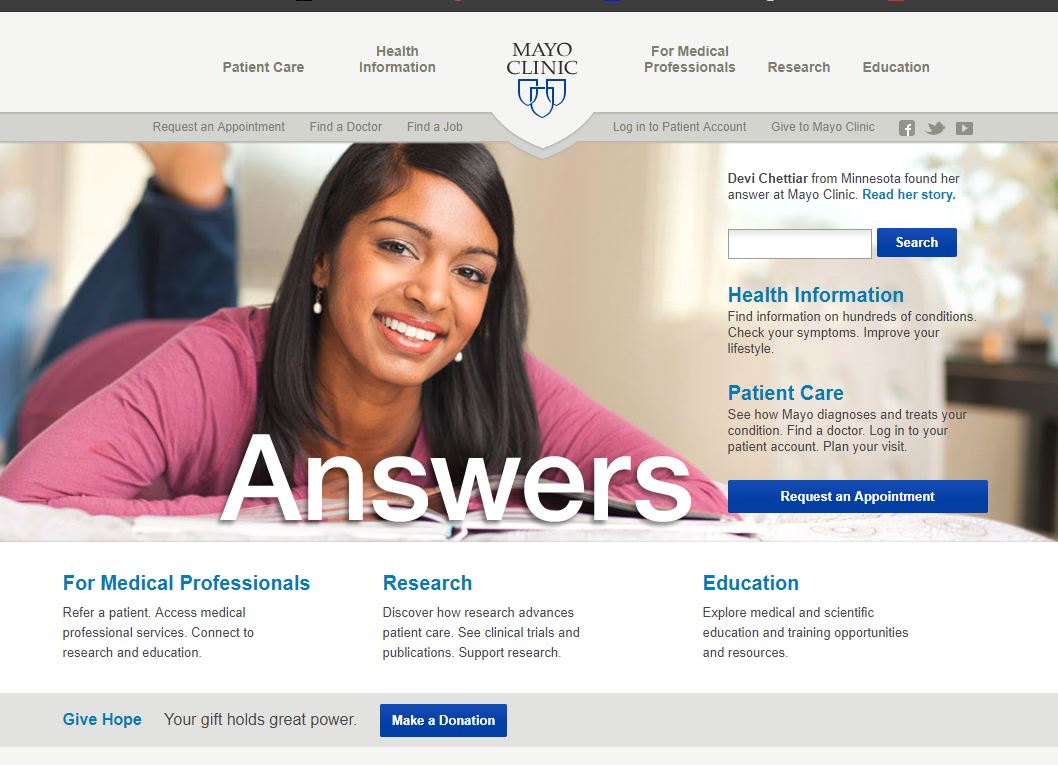 Patient Care
Health
Information
MAYO
CLINIC
For Medical
Professionals
Research
Education
Request an Appointment
Find a Doctor
Find a Job
Log in to Patient Account
Give to Mayo Clinic
Devi Chettiar from Minnesota found her
answer at Mayo Clinic. Read her story.
Search
Health Information
Find information on hundreds of conditions.
Check your symptoms. Improve your
lifestyle.
Patient Care
See how Mayo diagnoses and treats your
condition. Find a doctor. Log in to your
patient account. Plan your visit.
Request an Appointment
Answers
For Medical Professionals
Refer a patient. Access medical
professional services. Connect to
research and education.
Research
Discover how research advances
patient care. See clinical trials and
publications. Support research.
Education
Explore medical and scientific
education and training opportunities
and resources.
Give Hope
Your gift holds great power.
Make a Donation